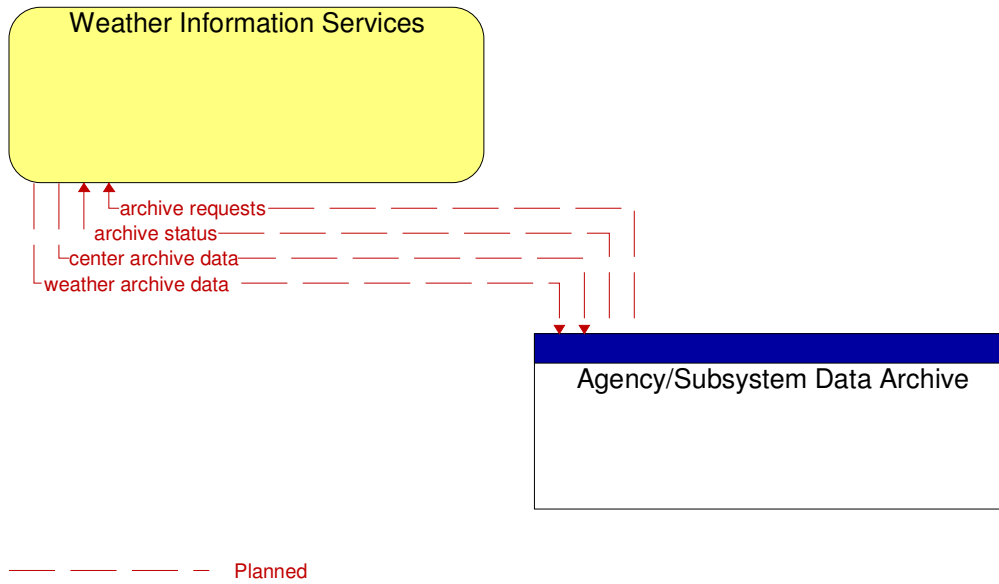 Weather Information Services
archive requests
archive status
center archive data
weather archive data
Agency/Subsystem Data Archive
Planned